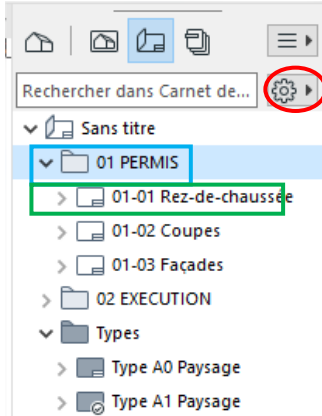 Rechercher dans Carnet de...
Sans titre
01 PERMIS
01-01 Rez-de-chaussée
01-02 Coupes
01-03 Façades
02 EXECUTION
Types
Type A0 Paysage
Type A1 Paysage